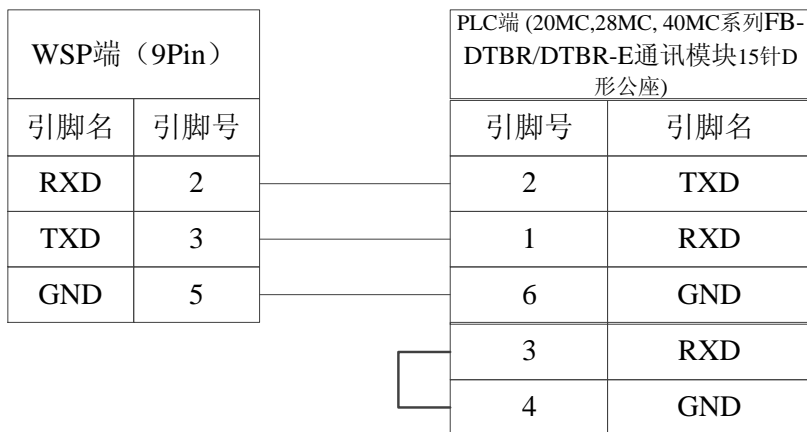 WSP端（9Pin）
引脚名 引脚号
RXD 2
TXD 3
GND 5
PLC端 (20MC,28MC, 40MC系列FB-
DTBR/DTBR-E通讯模块15针D
形公座)
引脚号 引脚名
2 TXD
1 RXD
6 GND
3 RXD
4 GND